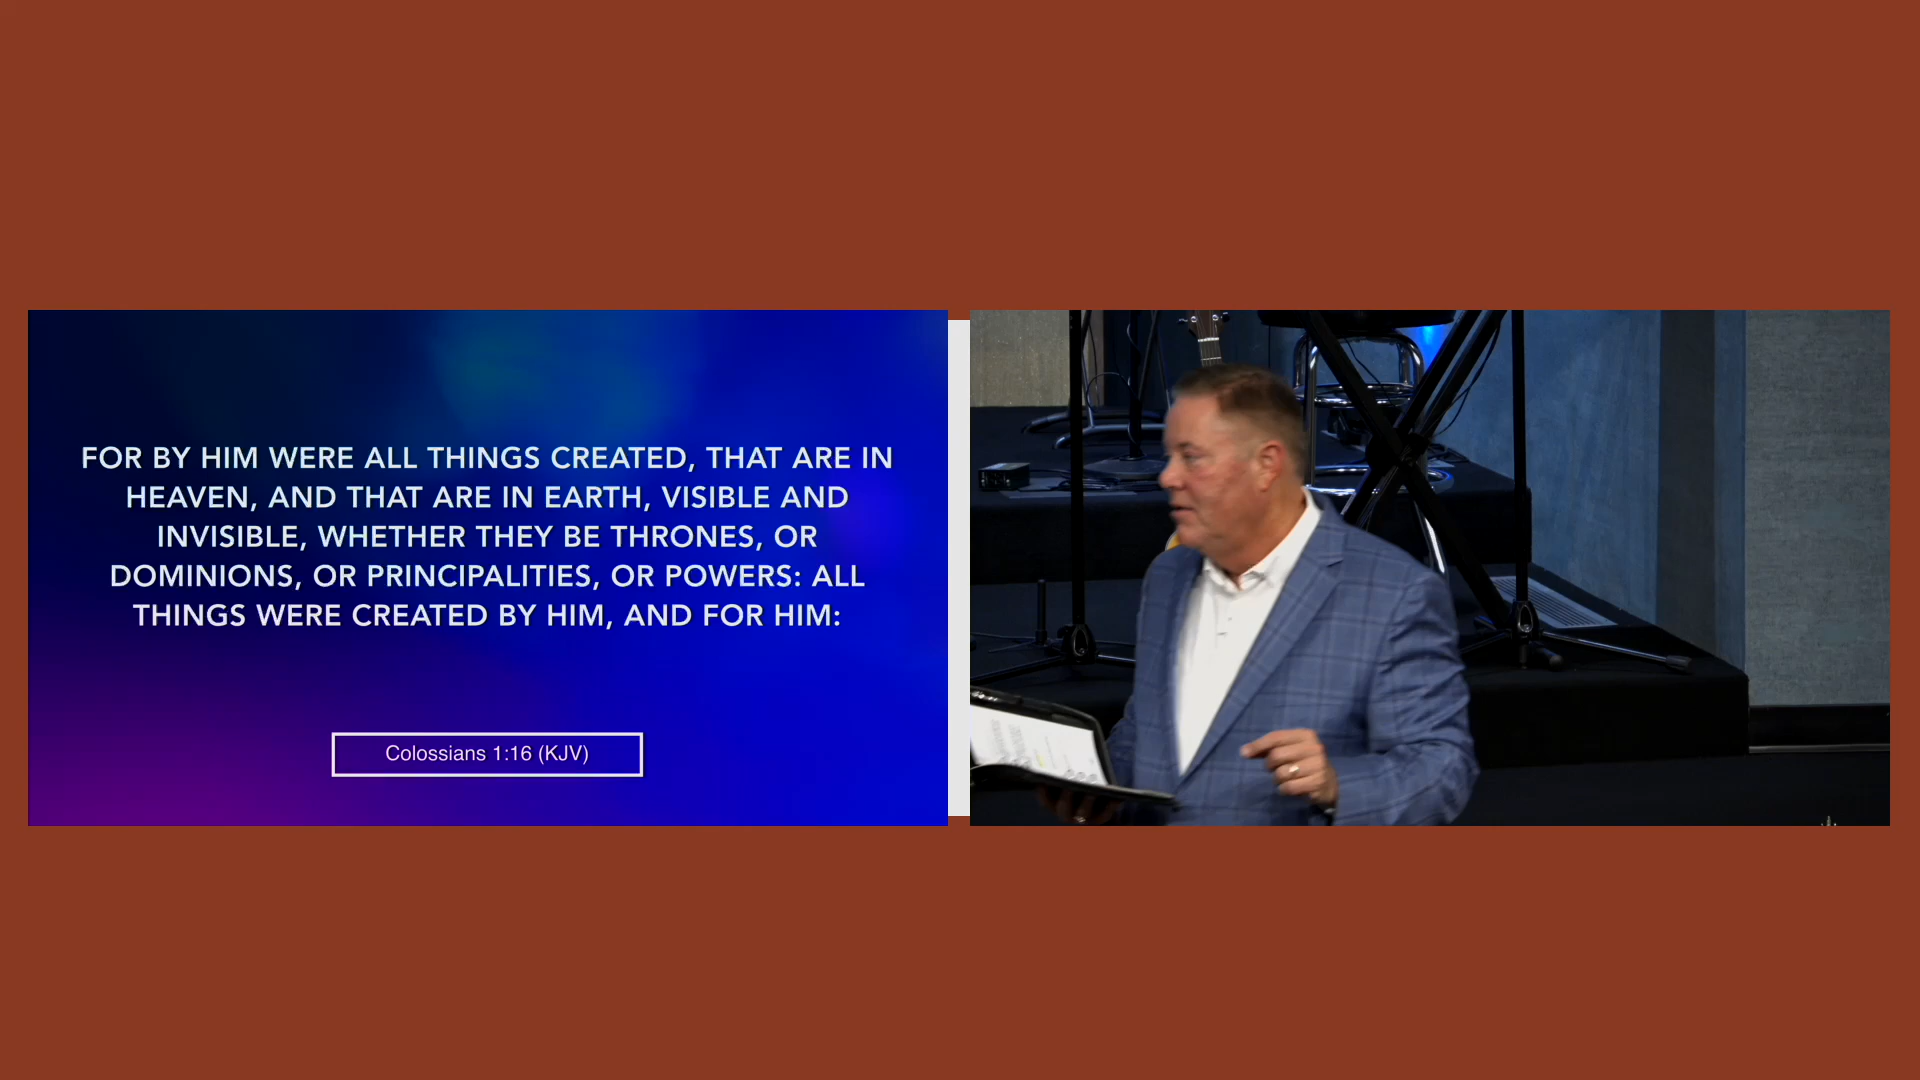 FOR BY HIM WERE ALL THINGS CREATED, THAT ARE IN
HEAVEN, AND THAT ARE IN EARTH, VISIBLE AND
INVISIBLE, WHETHER THEY BE THRONES, OR
DOMINIONS, OR PRINCIPALITIES, OR POWERS: ALL
THINGS WERE CREATED BY HIM, AND FOR HIM:
Colossians 1:16 (KJV)